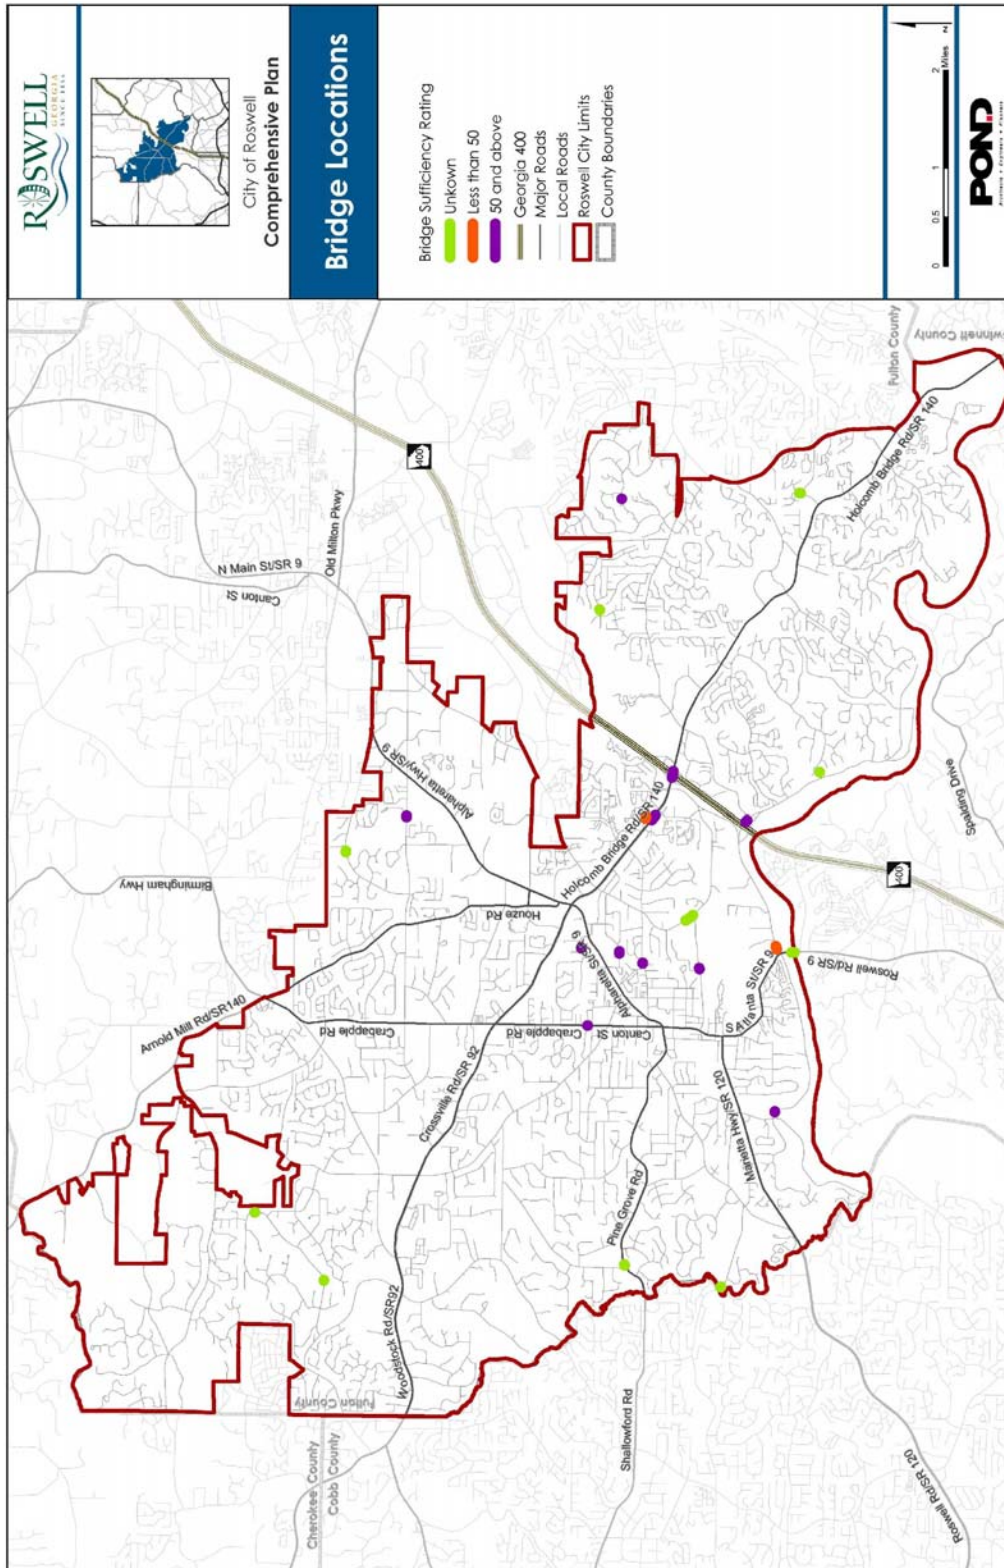 ROSWELL
GEORGIA
City of Roswell
Comprehensive Plan
Bridge Locations
Bridge Sufficiency Rating
Unkown
Less than 50
50 and above
Georgia 400
Major Roads
Local Roads
Roswell City Limits
County Boundaries
0 0.5 1 2
Miles
N
POND
400
N Main St/SR 9
Canton St
Old Milton Pkwy
Birmingham Hwy
Alpharetta Hwy/SR 9
Arnold Mill Rd/SR140
Houze Rd
Crabapple Rd
Crabapple Rd
Canton St
Alpharetta St/SR 9
Holcomb Bridge Rd/SR 140
Holcomb Bridge Rd/SR 140
Crossville Rd/SR 92
Woodstock Rd/SR92
Pine Grove Rd
Marietta Hwy/SR 120
S Atlanta St/SR 9
Roswell Rd/SR 9
400
Spalding Drive
Shallowford Rd
Roswell Rd/SR 120
Cherokee County
Cobb County
Fulton County
Fulton County
winnett County